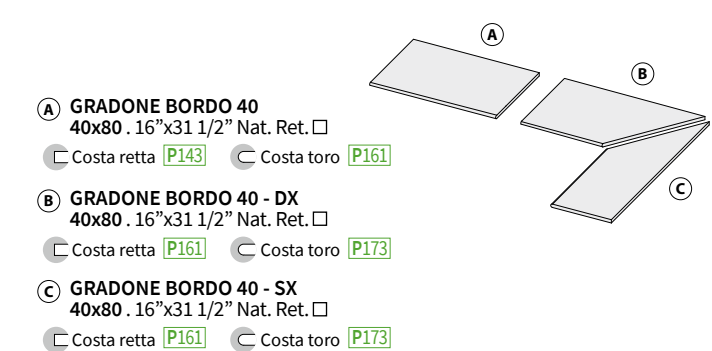 A
B
C
A GRADONE BORDO 40
40x80 . 16”x31 1/2” Nat. Ret. □
Costa retta P143 Costa toro P161
B GRADONE BORDO 40 - DX
40x80 . 16”x31 1/2” Nat. Ret. □
Costa retta P161 Costa toro P173
C GRADONE BORDO 40 - SX
40x80 . 16”x31 1/2” Nat. Ret. □
Costa retta P161 Costa toro P173